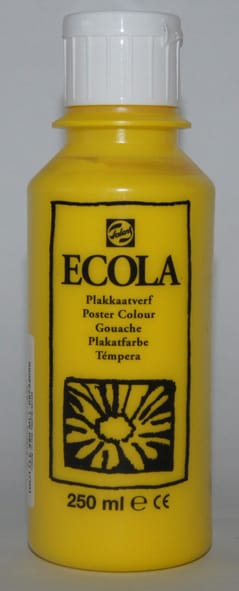 Talens
ECOLA
Plakkaatverf
Poster Colour
Gouache
Plakatfarbe
Témpera
250 ml ℮ CE